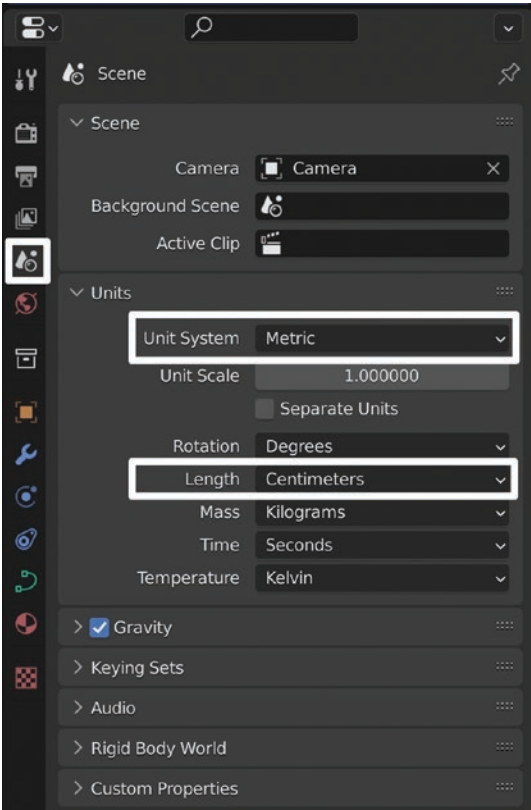 Scene
Scene
Camera Camera
Background Scene
Active Clip
Units
Unit System Metric
Unit Scale 1.000000
Separate Units
Rotation Degrees
Length Centimeters
Mass Kilograms
Time Seconds
Temperature Kelvin
Gravity
Keying Sets
Audio
Rigid Body World
Custom Properties